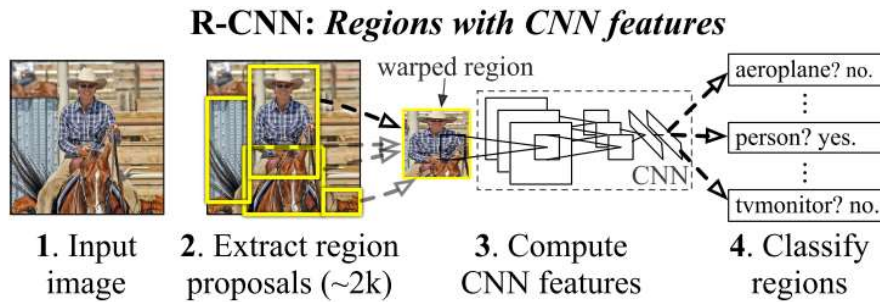 R-CNN: Regions with CNN features
warped region
aeroplane? no.
person? yes.
tvmonitor? no.
CNN
1. Input
image
2. Extract region
proposals (~2k)
3. Compute
CNN features
4. Classify
regions